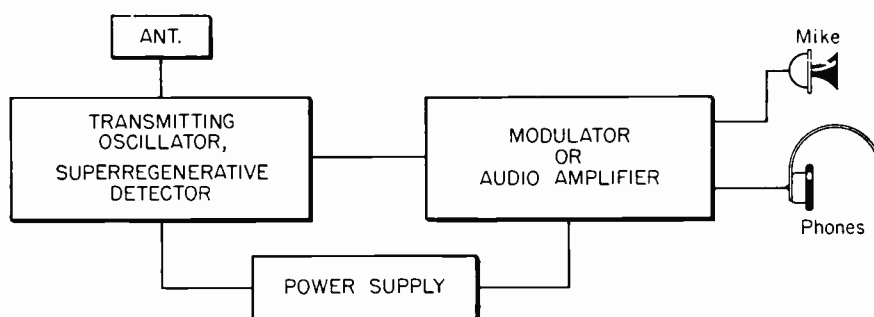 ANT.
Mike
TRANSMITTING
OSCILLATOR,
SUPERREGENERATIVE
DETECTOR
MODULATOR
OR
AUDIO AMPLIFIER
Phones
POWER SUPPLY